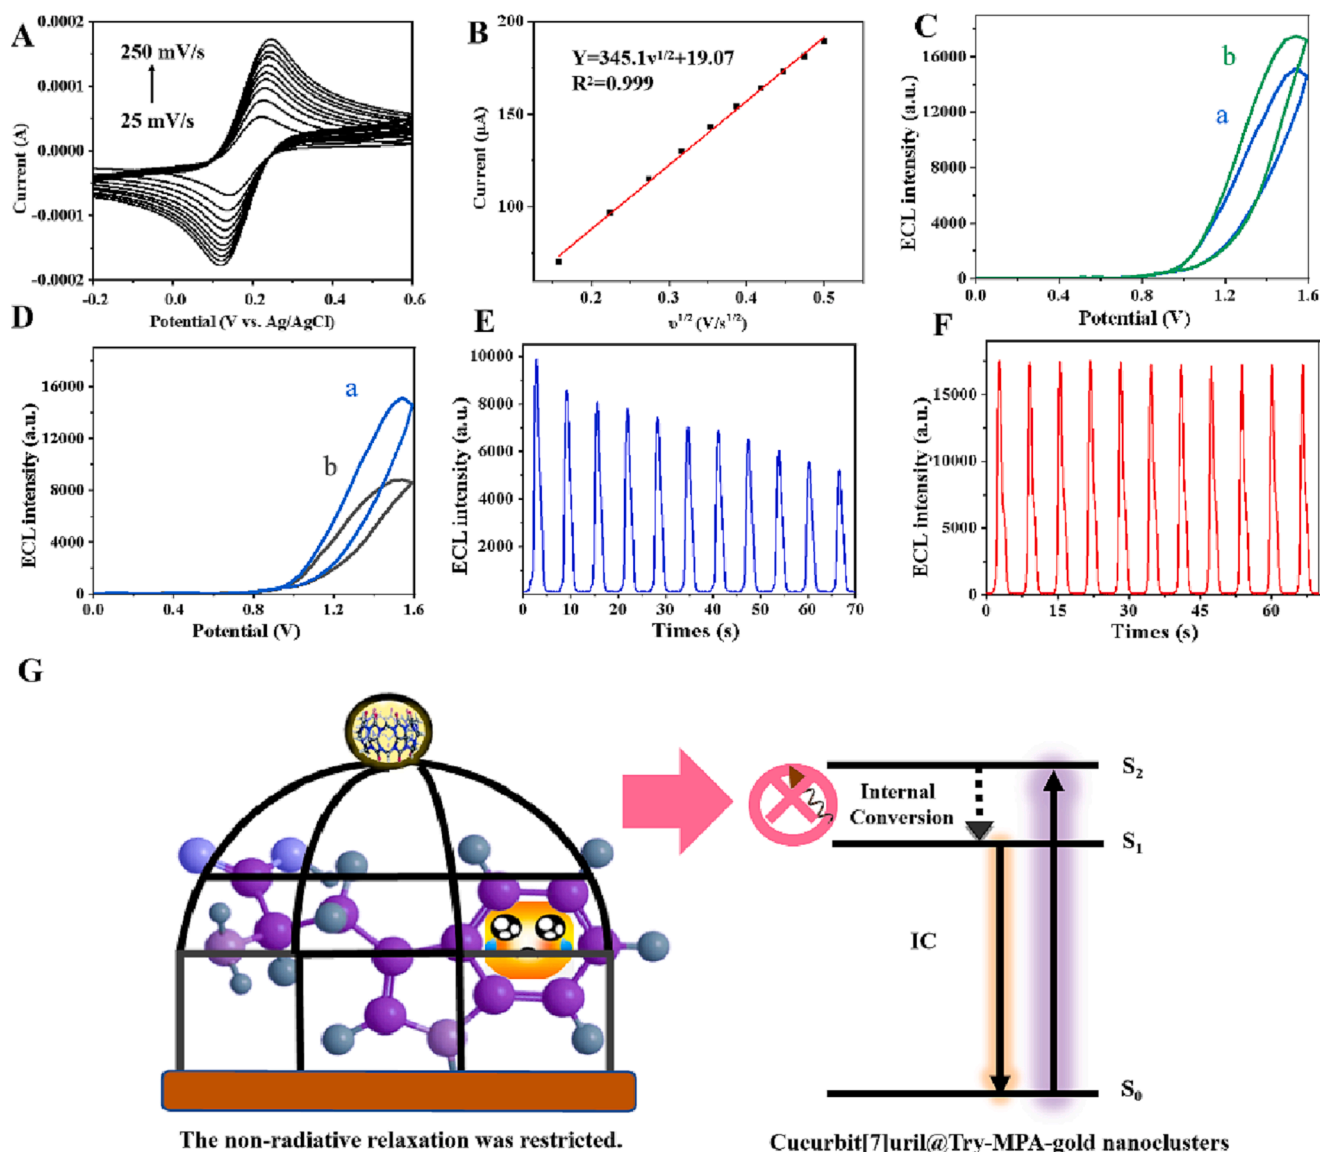 A
0.0002
0.0001
0.0000
-0.0001
-0.0002
Current (A)
250 mV/s
25 mV/s
-0.2 0.0 0.2 0.4 0.6
Potential (V vs. Ag/AgCl)
B
200
150
100
Current (μA)
Y=345.1v1/2+19.07
R2=0.999
0.2 0.3 0.4 0.5
υ1/2 (V/s1/2)
C
16000
12000
8000
4000
0
ECL intensity (a.u.)
b
a
0.0 0.4 0.8 1.2 1.6
Potential (V)
D
16000
12000
8000
4000
0
ECL intensity (a.u.)
a
b
0.0 0.4 0.8 1.2 1.6
Potential (V)
E
10000
8000
6000
4000
2000
ECL intensity (a.u.)
0 10 20 30 40 50 60 70
Times (s)
F
15000
10000
5000
0
ECL intensity (a.u.)
0 15 30 45 60
Times (s)
G
S2
Internal
Conversion
S1
IC
S0
The non-radiative relaxation was restricted.
Cucurbit[7]uril@Try-MPA-gold nanoclusters